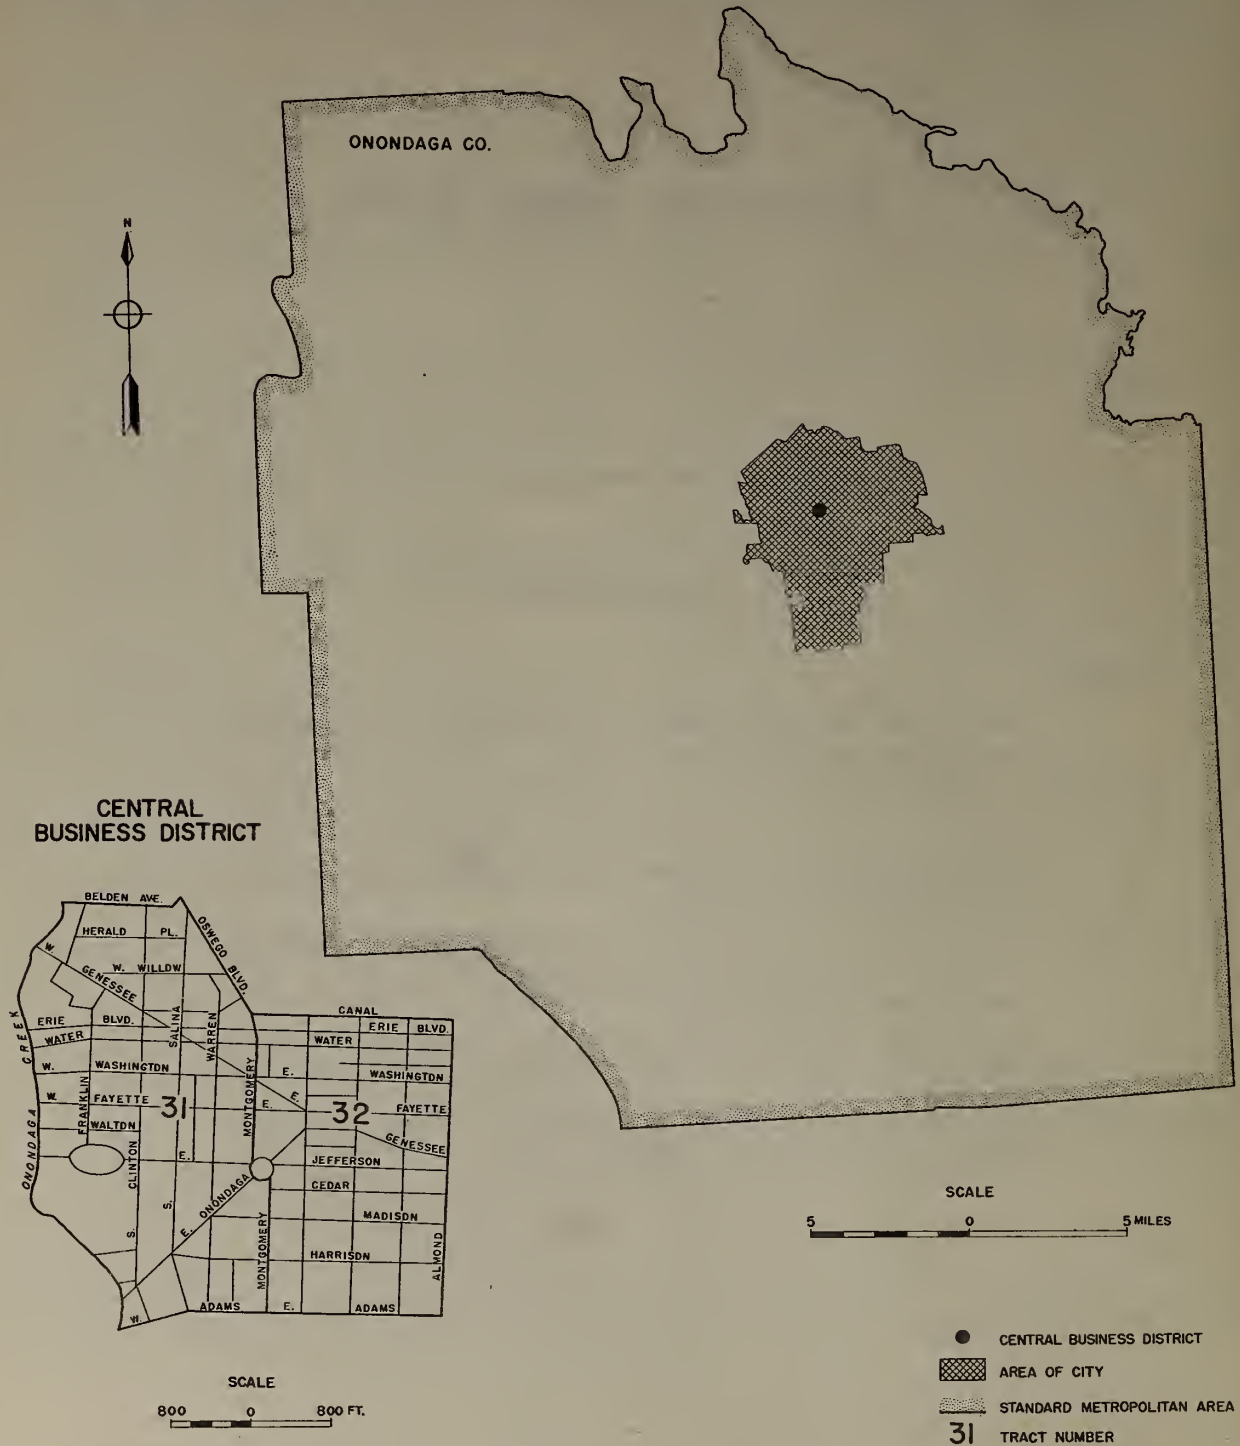 ONONDAGA CO.
N
CENTRAL
BUSINESS DISTRICT
BELDEN AVE.
OSWEGO BLVD.
HERALD PL.
W. GENESSEE
W. WILLOW
CANAL
ERIE BLVD.
ERIE BLVD.
SALINA
WARREN
WATER
WATER
ONONDAGA CREEK
W. WASHINGTON
E. WASHINGTON
FRANKLIN
MONTGOMERY
E.
W. FAYETTE
31
E.
32
FAYETTE
WALTON
GENESSEE
CLINTON
E.
JEFFERSON
CEDAR
S.
S.
E. ONONDAGA
MADISON
MONTGOMERY
HARRISON
ALMOND
W.
ADAMS
E. ADAMS
SCALE
800 0 800 FT.
SCALE
5 0 5 MILES
CENTRAL BUSINESS DISTRICT
AREA OF CITY
STANDARD METROPOLITAN AREA
31 TRACT NUMBER